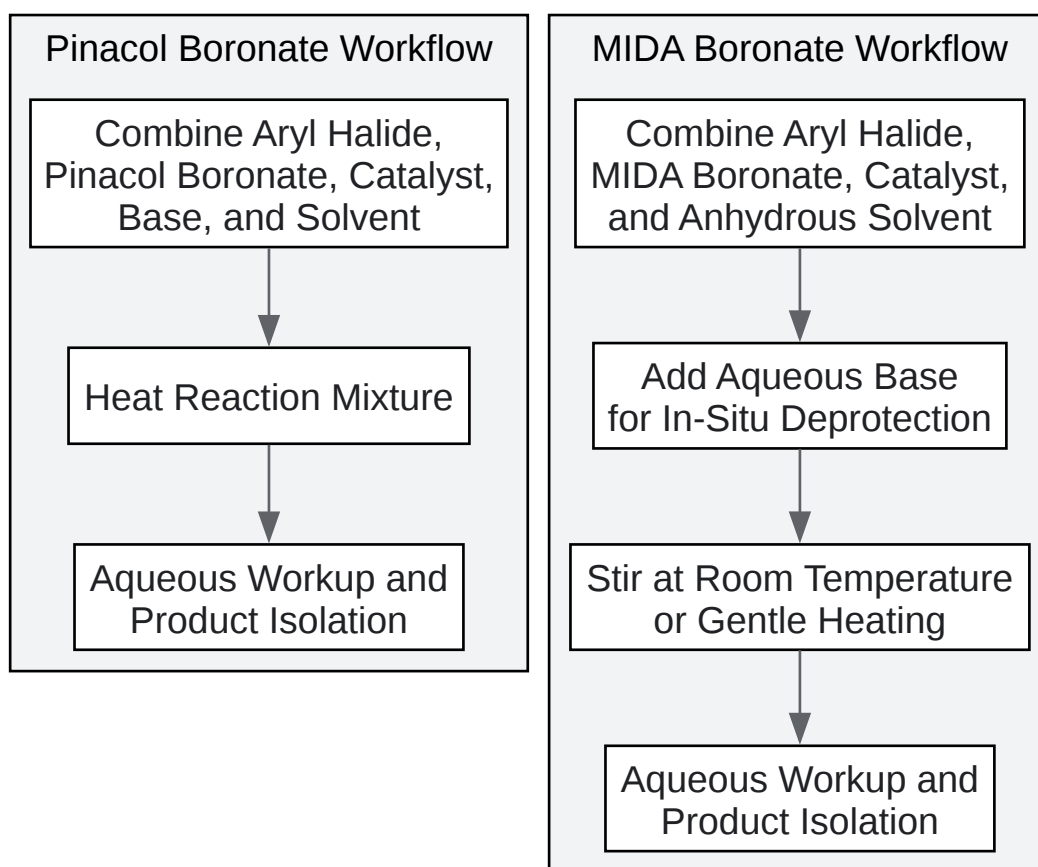 Pinacol Boronate Workflow
Combine Aryl Halide,
Pinacol Boronate, Catalyst,
Base, and Solvent
Heat Reaction Mixture
Aqueous Workup and
Product Isolation
MIDA Boronate Workflow
Combine Aryl Halide,
MIDA Boronate, Catalyst,
and Anhydrous Solvent
Add Aqueous Base
for In-Situ Deprotection
Stir at Room Temperature
or Gentle Heating
Aqueous Workup and
Product Isolation